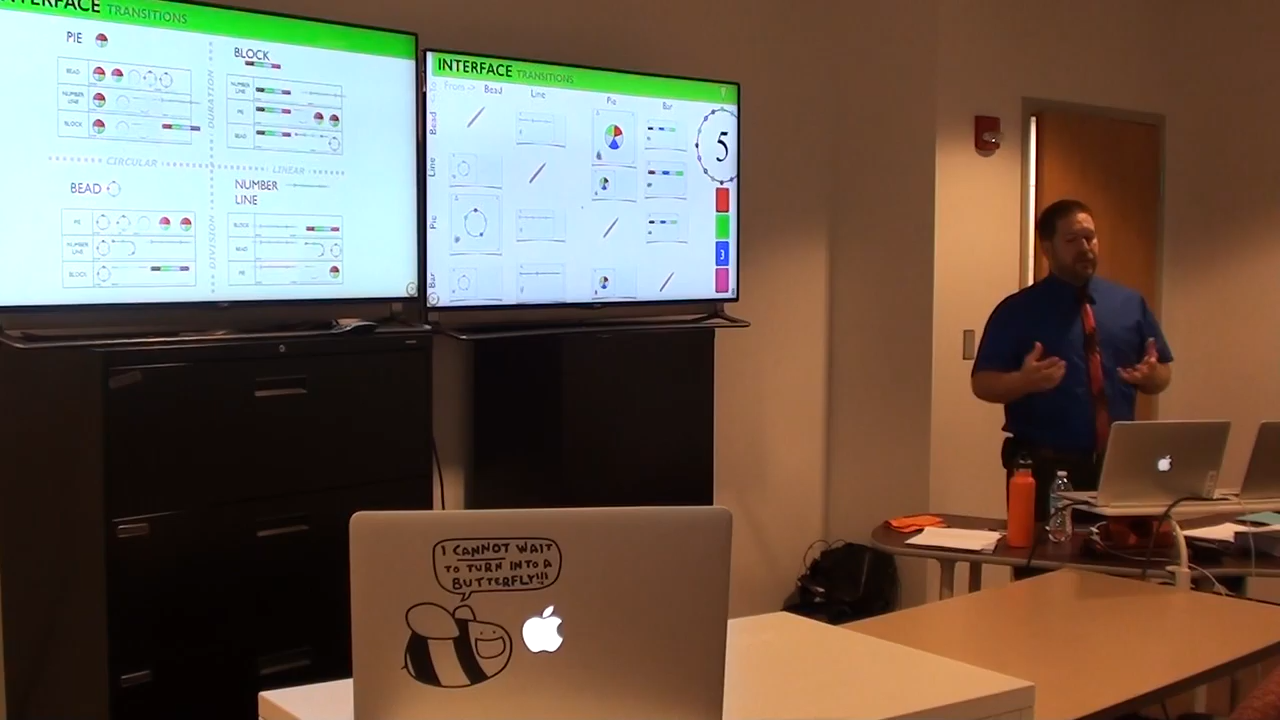 INTERFACE TRANSITIONS
PIE
BEAD
NUMBER
LINE
BLOCK
BLOCK
NUMBER
LINE
PIE
BEAD
DURATION
CIRCULAR
LINEAR
DIVISION
BEAD
PIE
NUMBER
LINE
BLOCK
NUMBER
LINE
BLOCK
BEAD
PIE
INTERFACE TRANSITIONS
From -> Bead
Line
Pie
Bar
Bead
Line
Pie
Bar
5
3
I CANNOT WAIT
TO TURN INTO A
BUTTERFLY!!!